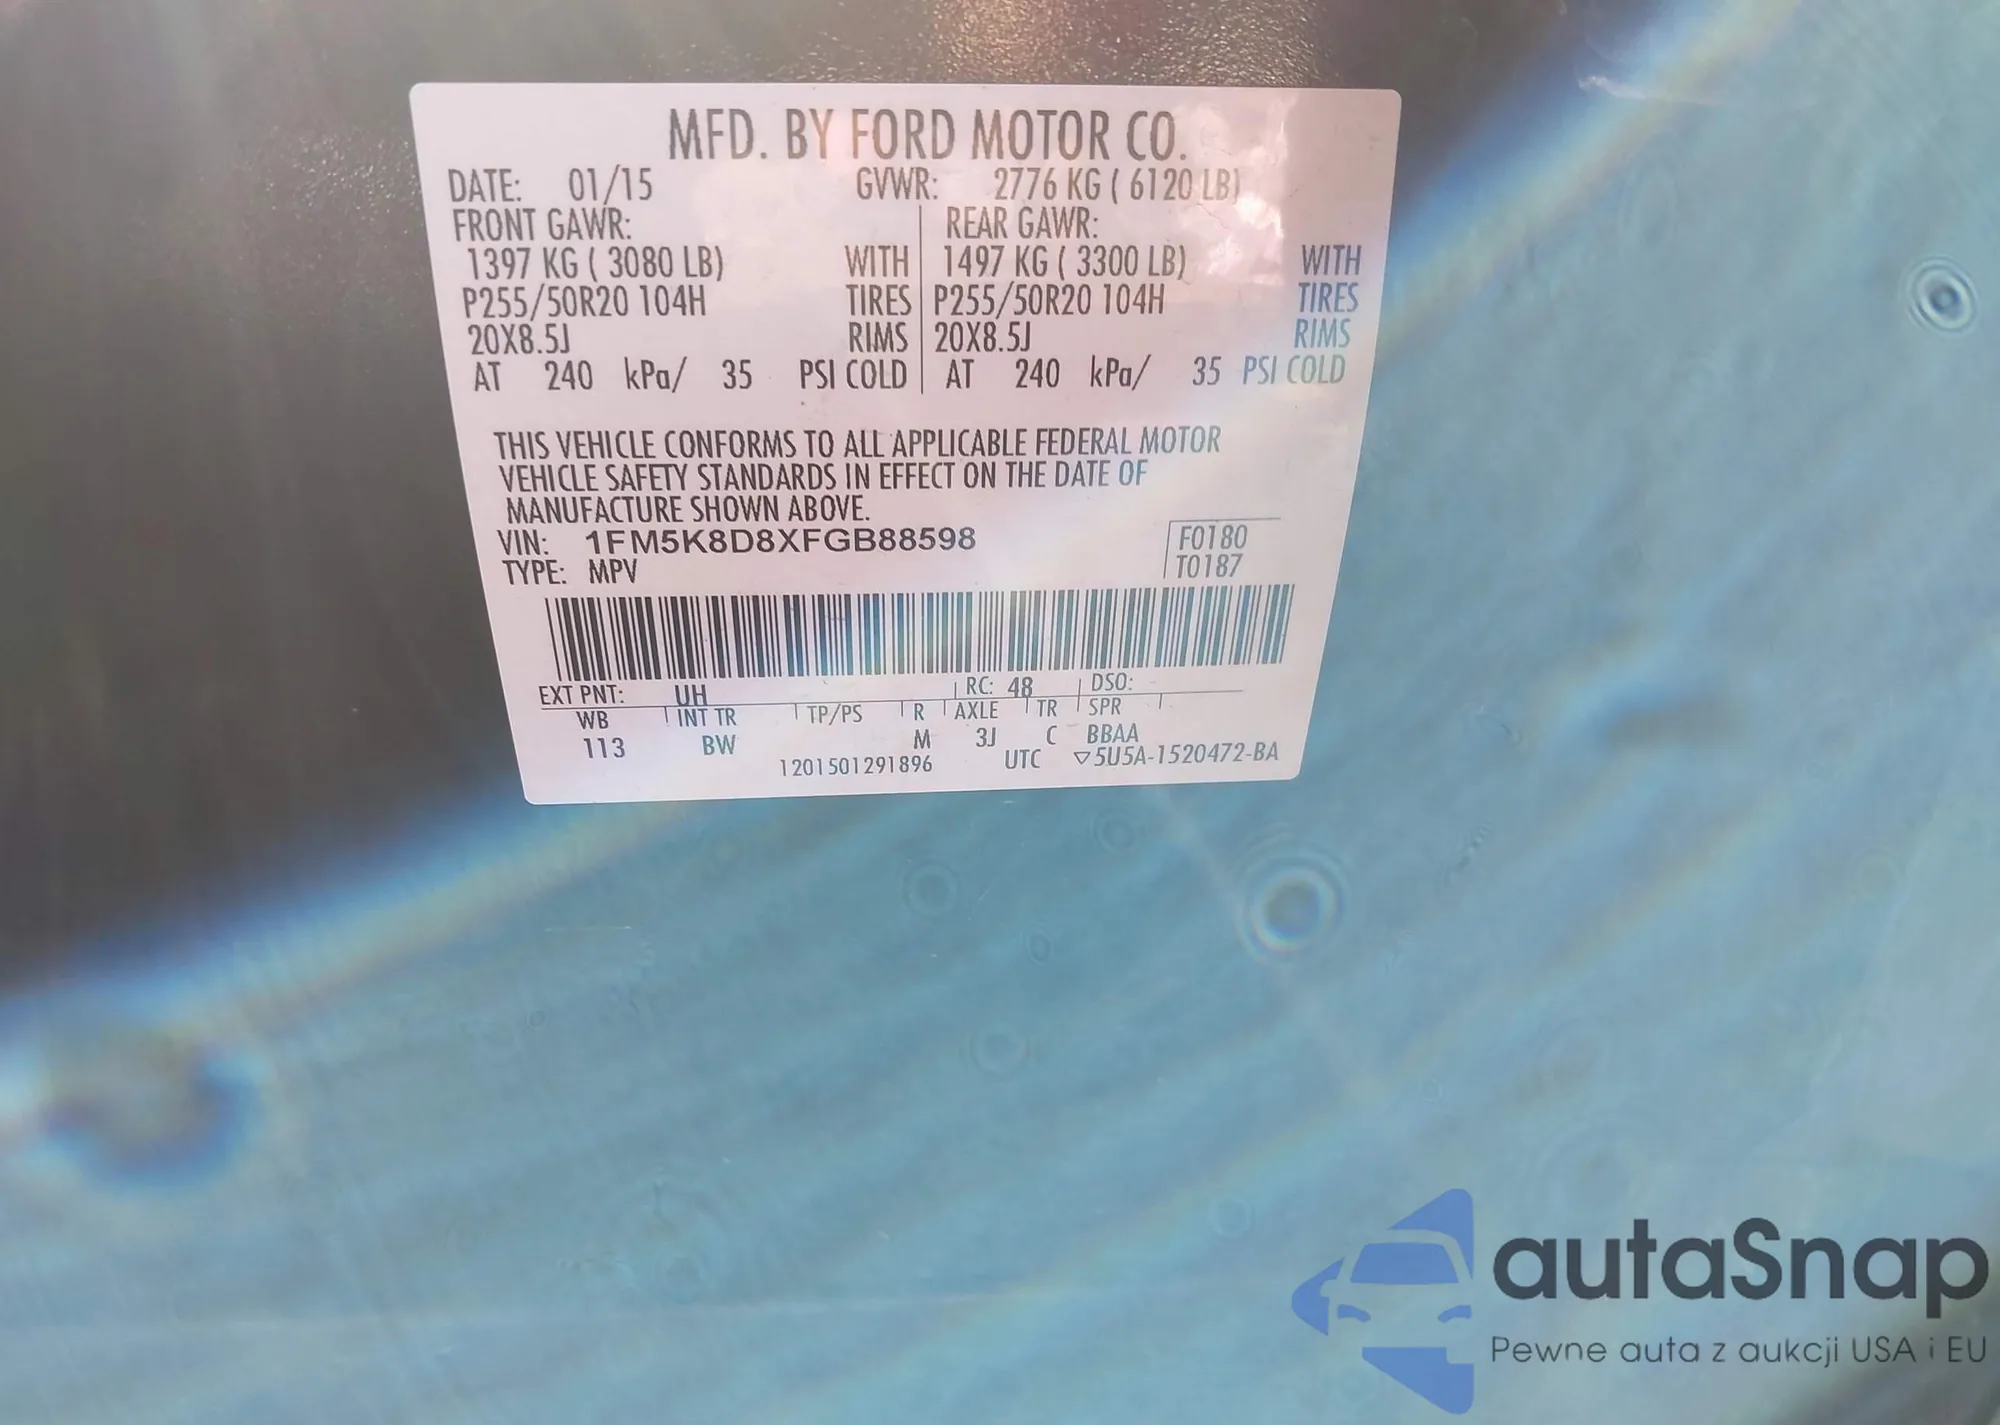 MFD. BY FORD MOTOR CO.
DATE: 01/15 GVWR: 2776 KG ( 6120 LB)
FRONT GAWR: REAR GAWR:
1397 KG ( 3080 LB) WITH 1497 KG ( 3300 LB) WITH
P255/50R20 104H TIRES P255/50R20 104H TIRES
20X8.5J RIMS 20X8.5J RIMS
AT 240 kPa/ 35 PSI COLD AT 240 kPa/ 35 PSI COLD
THIS VEHICLE CONFORMS TO ALL APPLICABLE FEDERAL MOTOR
VEHICLE SAFETY STANDARDS IN EFFECT ON THE DATE OF
MANUFACTURE SHOWN ABOVE.
VIN: 1FM5K8D8XFGB88598 F0180
TYPE: MPV T0187
EXT PNT: UH RC: 48 DSO:
WB INT TR TP/PS R AXLE TR SPR
113 BW M 3J C BBAA
1201501291896 UTC ▽5U5A-1520472-BA
autaSnap
Pewne auta z aukcji USA i EU